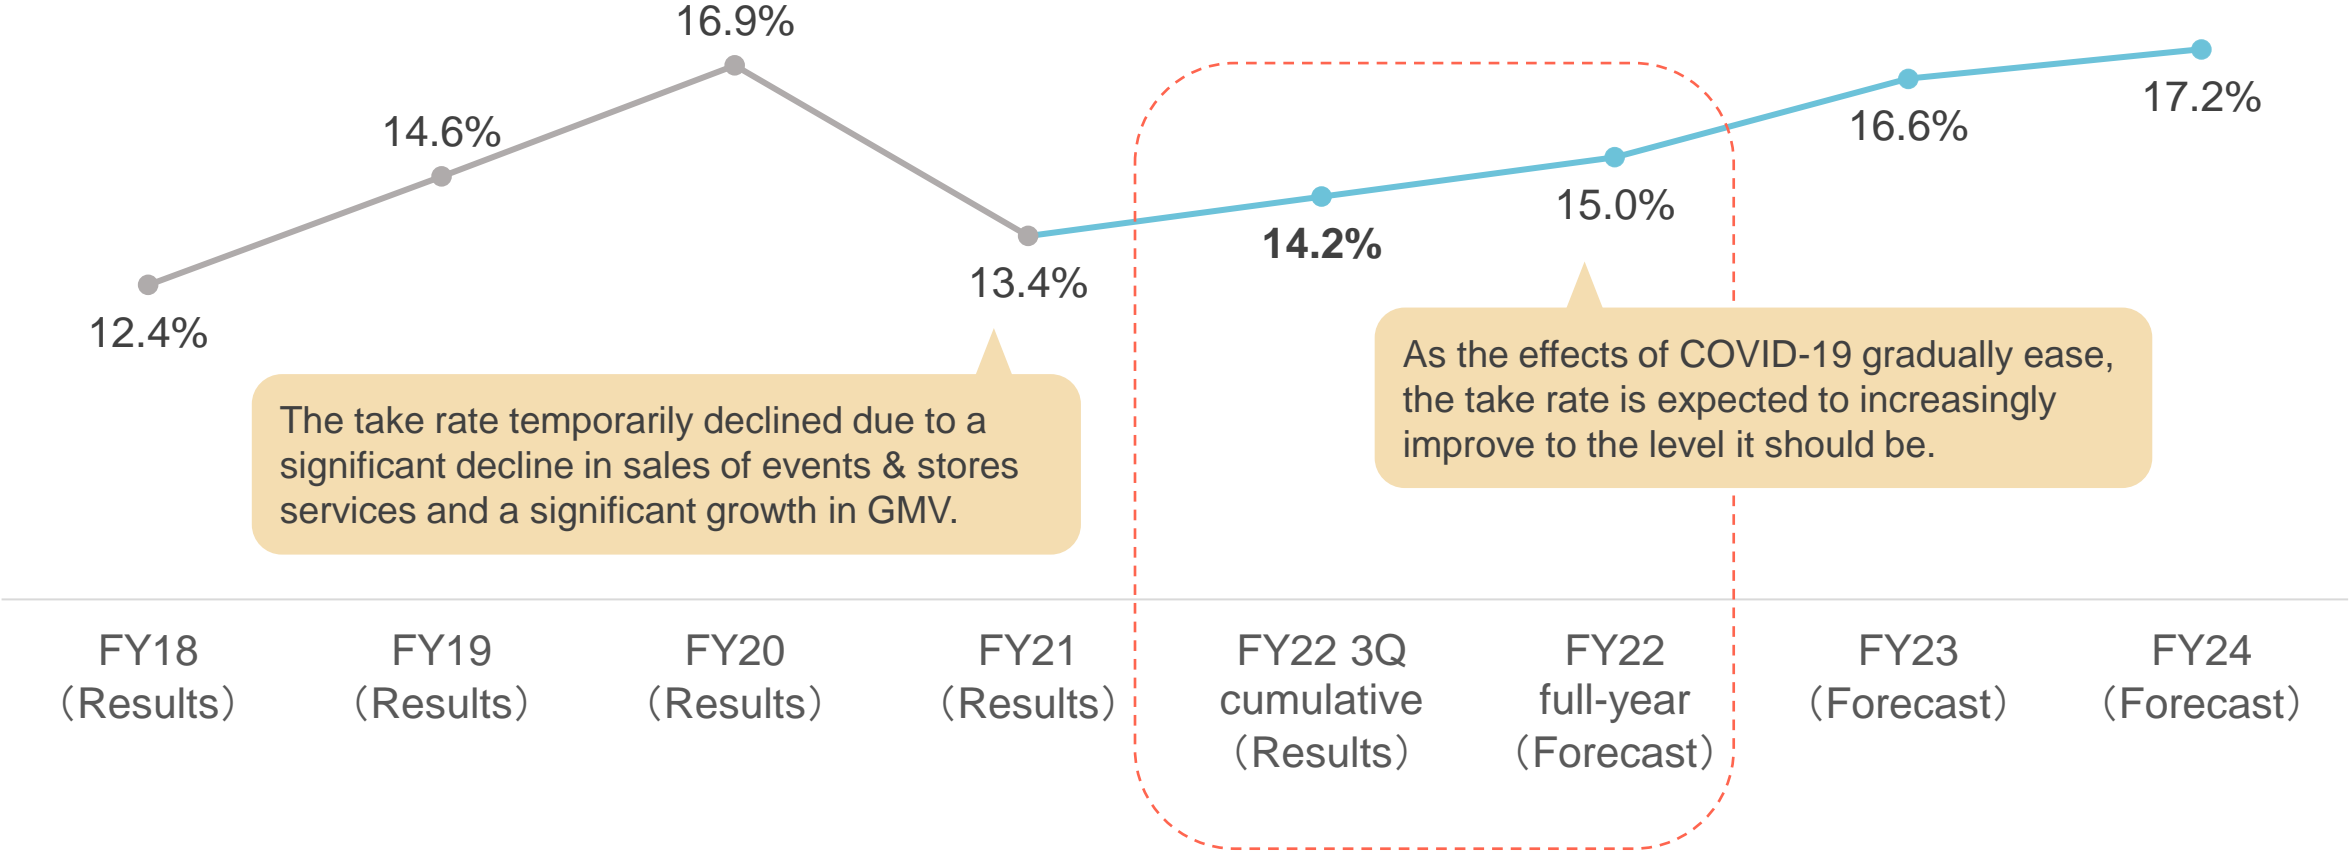 16.9%
14.6%
12.4%
13.4%
14.2%
15.0%
16.6%
17.2%
The take rate temporarily declined due to a
significant decline in sales of events & stores
services and a significant growth in GMV.
As the effects of COVID-19 gradually ease,
the take rate is expected to increasingly
improve to the level it should be.
FY18
（Results）
FY19
（Results）
FY20
（Results）
FY21
（Results）
FY22 3Q
cumulative
（Results）
FY22
full-year
（Forecast）
FY23
（Forecast）
FY24
（Forecast）